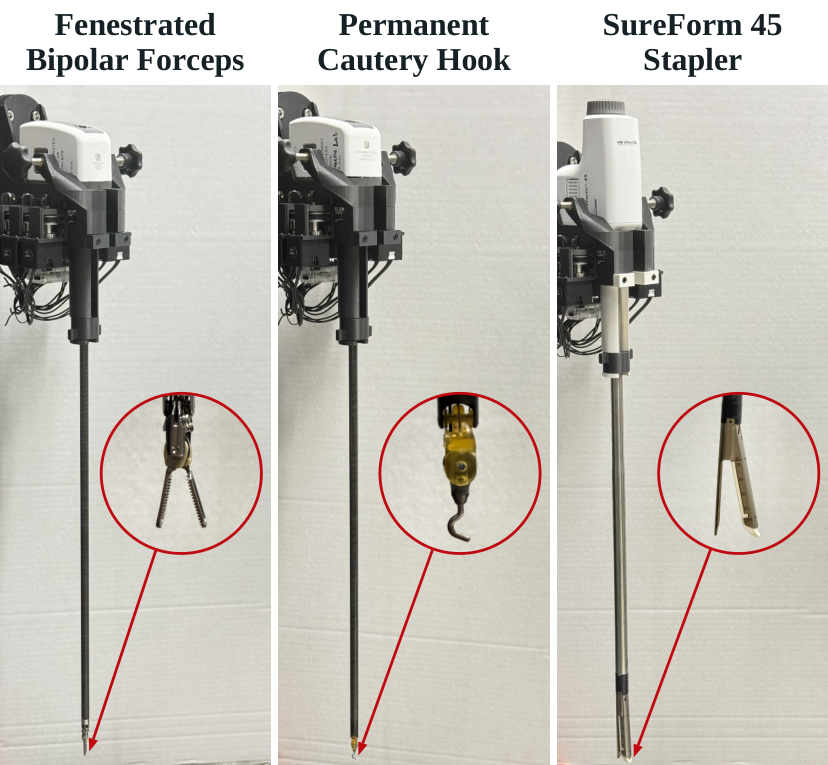 Fenestrated
Bipolar Forceps
Permanent
Cautery Hook
SureForm 45
Stapler